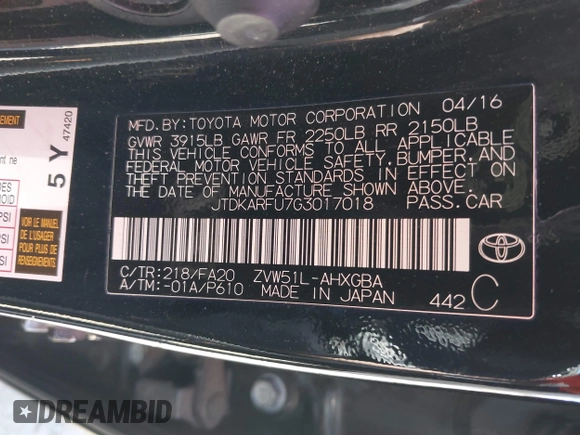 MFD.BY:TOYOTA MOTOR CORPORATION 04/16
GVWR 3915LB GAWR FR 2250LB RR 2150LB
THIS VEHICLE CONFORMS TO ALL APPLICABLE
FEDERAL MOTOR VEHICLE SAFETY,BUMPER,AND
THEFT PREVENTION STANDARDS IN EFFECT ON
THE DATE OF MANUFACTURE SHOWN ABOVE.
JTDKARFU7G3017018 PASS.CAR
C/TR:218/FA20 ZVW51L-AHXGBA
A/TM:-01A/P610 MADE IN JAPAN
442 C
TOYOTA
47420
5 Y
VOIR LE MANUEL
DE L'USAGER
POUR PLUS DE
RENSEIGNEMENTS
DREAMBID